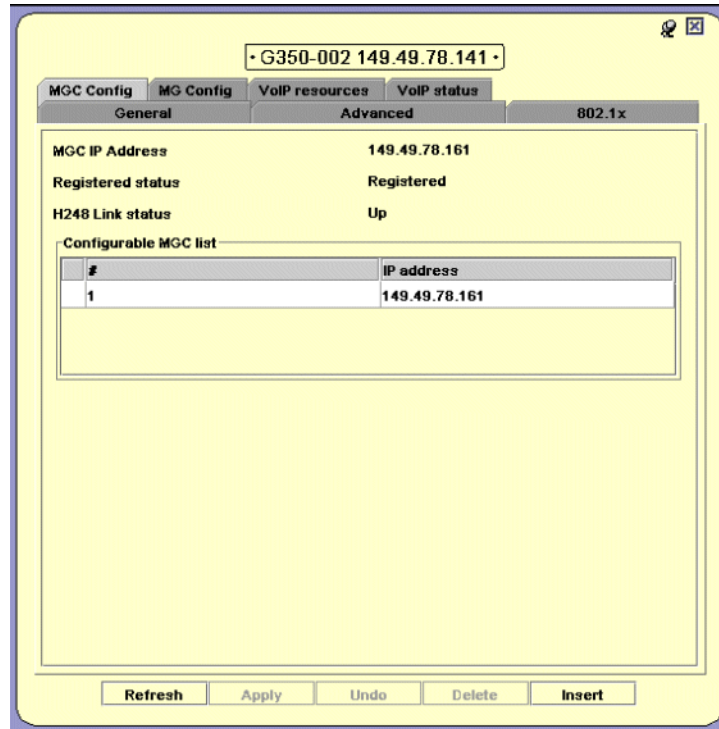 • G350-002 149.49.78.141 •
MGC Config MG Config VoIP resources VoIP status
General Advanced 802.1x
MGC IP Address 149.49.78.161
Registered status Registered
H248 Link status Up
Configurable MGC list
# IP address
1 149.49.78.161
Refresh Apply Undo Delete Insert